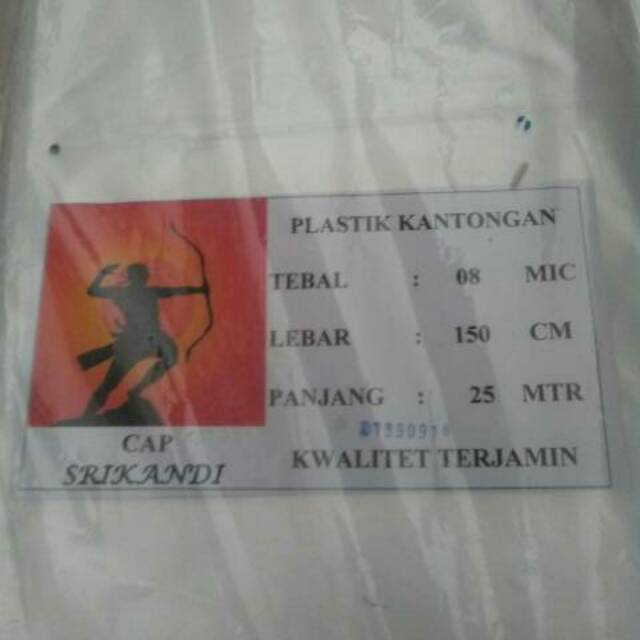 PLASTIK KANTONGAN
TEBAL : 08 MIC
LEBAR : 150 CM
PANJANG : 25 MTR
KWALITET TERJAMIN
CAP
SRIKANDI